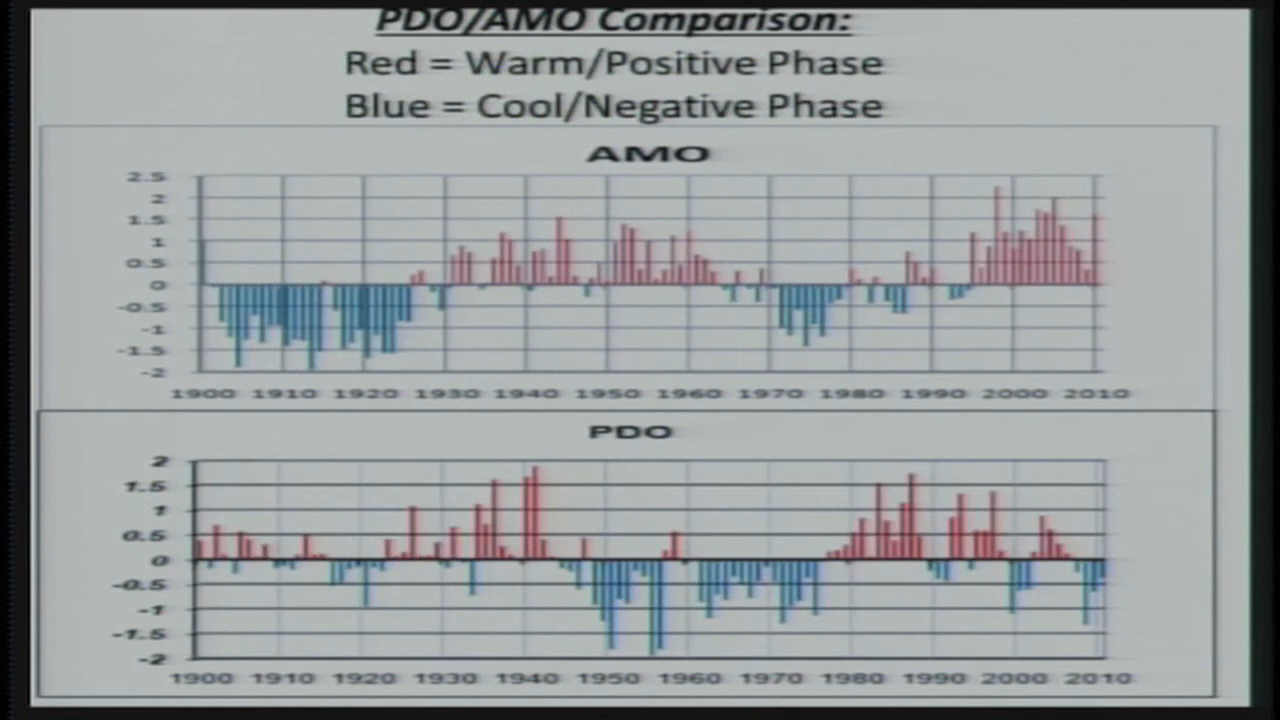 PDO/AMO Comparison:
Red = Warm/Positive Phase
Blue = Cool/Negative Phase
AMO
2.5
2
1.5
1
0.5
0
-0.5
-1
-1.5
-2
1900 1910 1920 1930 1940 1950 1960 1970 1980 1990 2000 2010
PDO
2
1.5
1
0.5
0
-0.5
-1
-1.5
-2
1900 1910 1920 1930 1940 1950 1960 1970 1980 1990 2000 2010